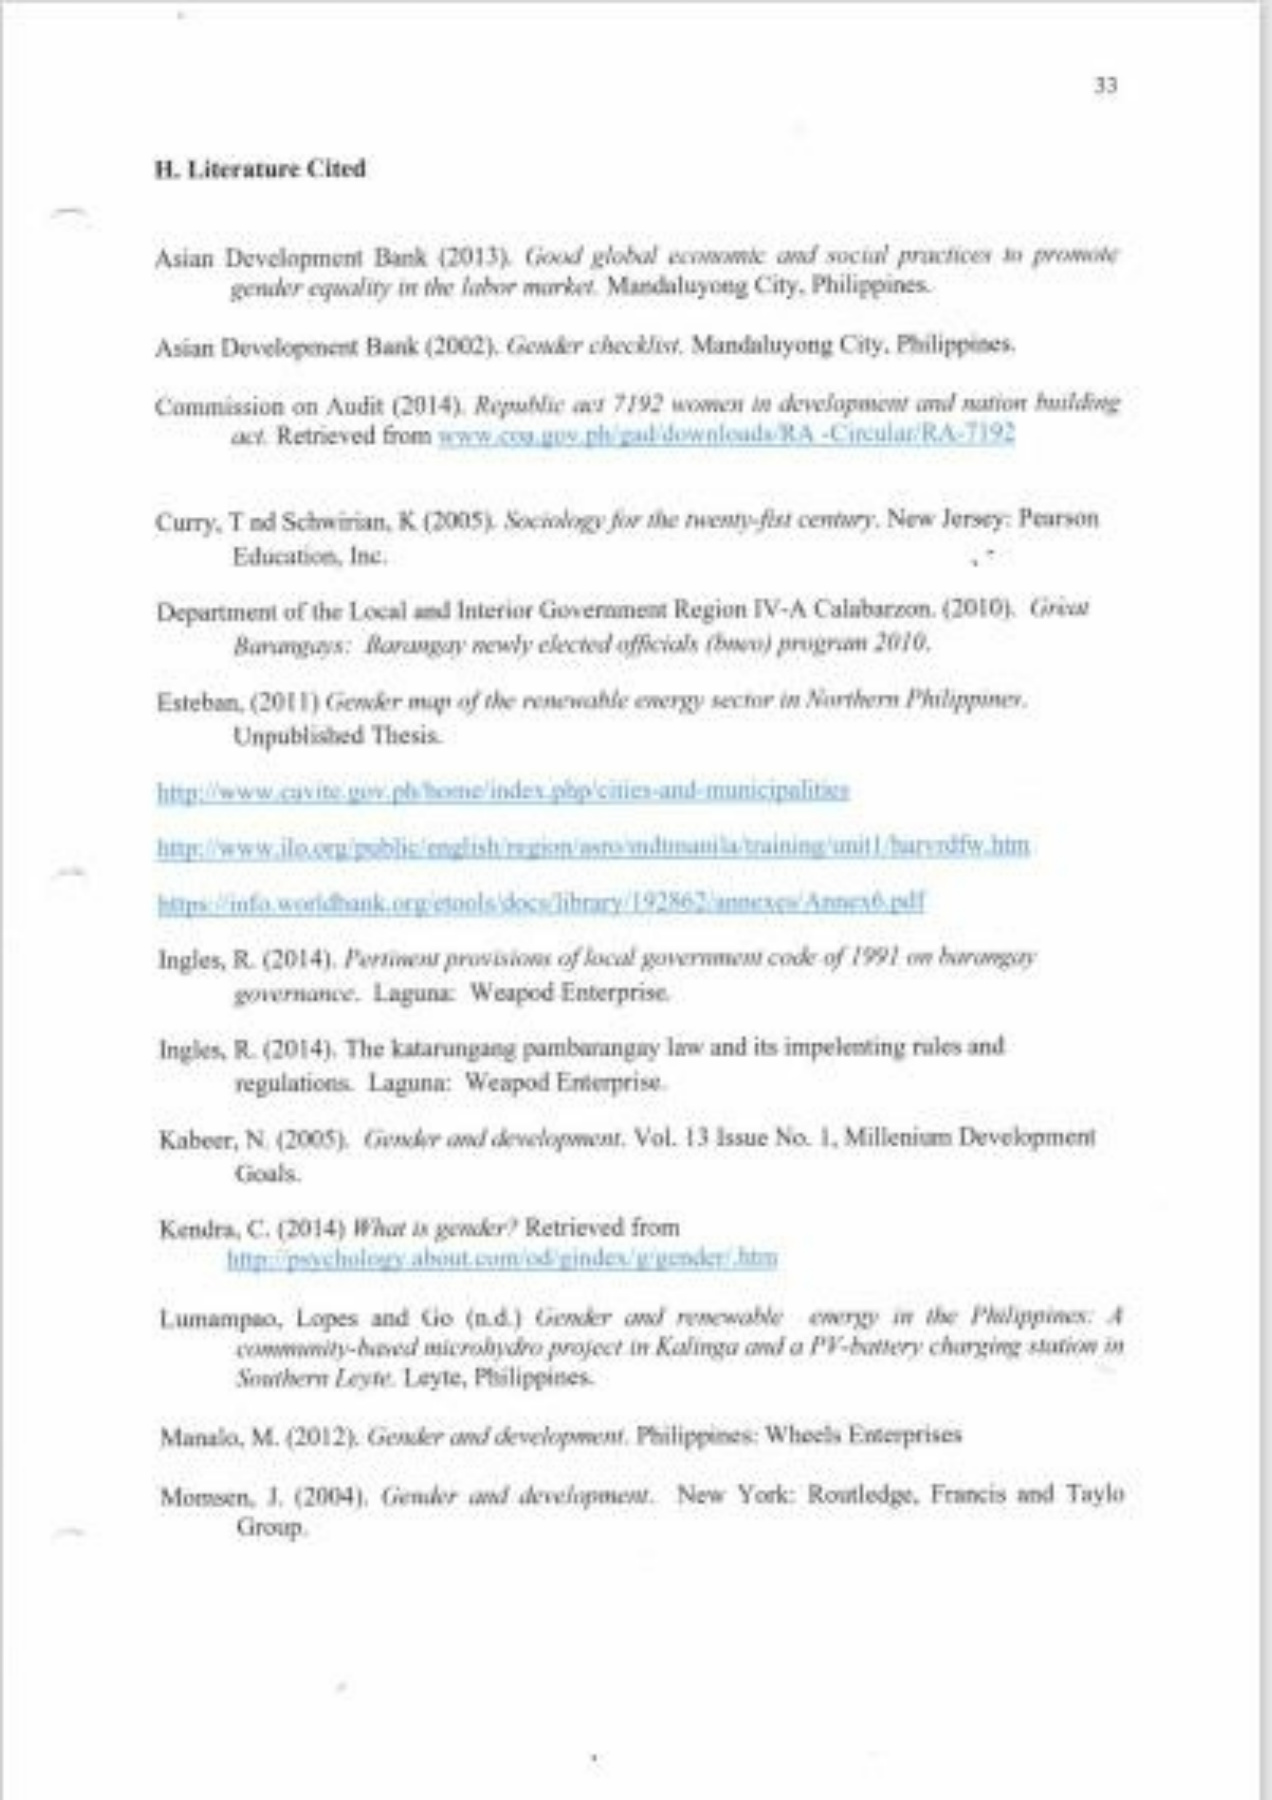 33
H. Literature Cited
Asian Development Bank (2013). Good global economic and social practices to promote
gender equality in the labor market. Mandaluyong City, Philippines.
Asian Development Bank (2002). Gender checklist. Mandaluyong City, Philippines.
Commission on Audit (2014). Republic act 7192 women in development and nation building
act. Retrieved from www.coa.gov.ph/gad/downloads/RA -Circular/RA-7192
Curry, T nd Schwirian, K (2005). Sociology for the twenty-fist century. New Jersey: Pearson
Education, Inc.
Department of the Local and Interior Government Region IV-A Calabarzon. (2010). Great
Barangays: Barangay newly elected officials (bneo) program 2010.
Esteban, (2011) Gender map of the renewable energy sector in Northern Philippines.
Unpublished Thesis.
http://www.cavite.gov.ph/home/index.php/cities-and-municipalities
http://www.ilo.org/public/english/region/asro/mdtmanila/training/unit1/harvrdfw.htm
https://info.worldbank.org/etools/docs/library/192862/annexes/Annex6.pdf
Ingles, R. (2014). Pertinent provisions of local government code of 1991 on barangay
governance. Laguna: Weapod Enterprise.
Ingles, R. (2014). The katarungang pambarangay law and its impelenting rules and
regulations. Laguna: Weapod Enterprise.
Kabeer, N. (2005). Gender and development. Vol. 13 Issue No. 1, Millenium Development
Goals.
Kendra, C. (2014) What is gender? Retrieved from
http://psychology.about.com/od/gindex/g/gender/.htm
Lumampao, Lopes and Go (n.d.) Gender and renewable energy in the Philippines: A
community-based microhydro project in Kalinga and a PV-battery charging station in
Southern Leyte. Leyte, Philippines.
Manalo, M. (2012). Gender and development. Philippines: Wheels Enterprises
Momsen, J. (2004). Gender and development. New York: Routledge, Francis and Taylo
Group.